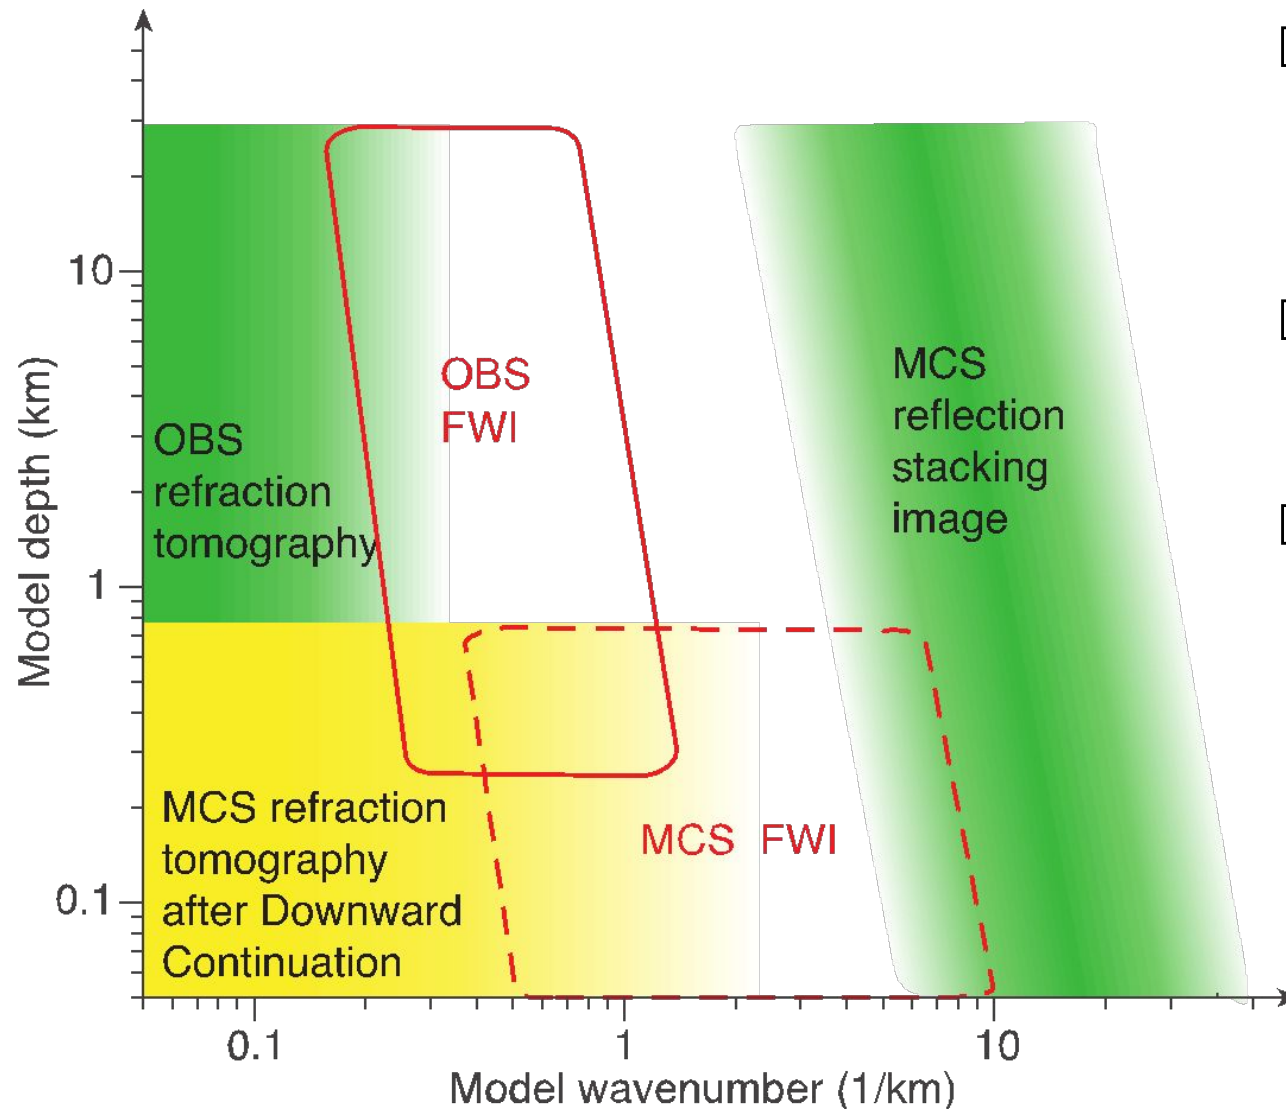 10
1
0.1
Model depth (km)
OBS
FWI
MCS
reflection
stacking
image
OBS
refraction
tomography
MCS refraction
tomography
after Downward
Continuation
MCS FWI
0.1
1
10
Model wavenumber (1/km)